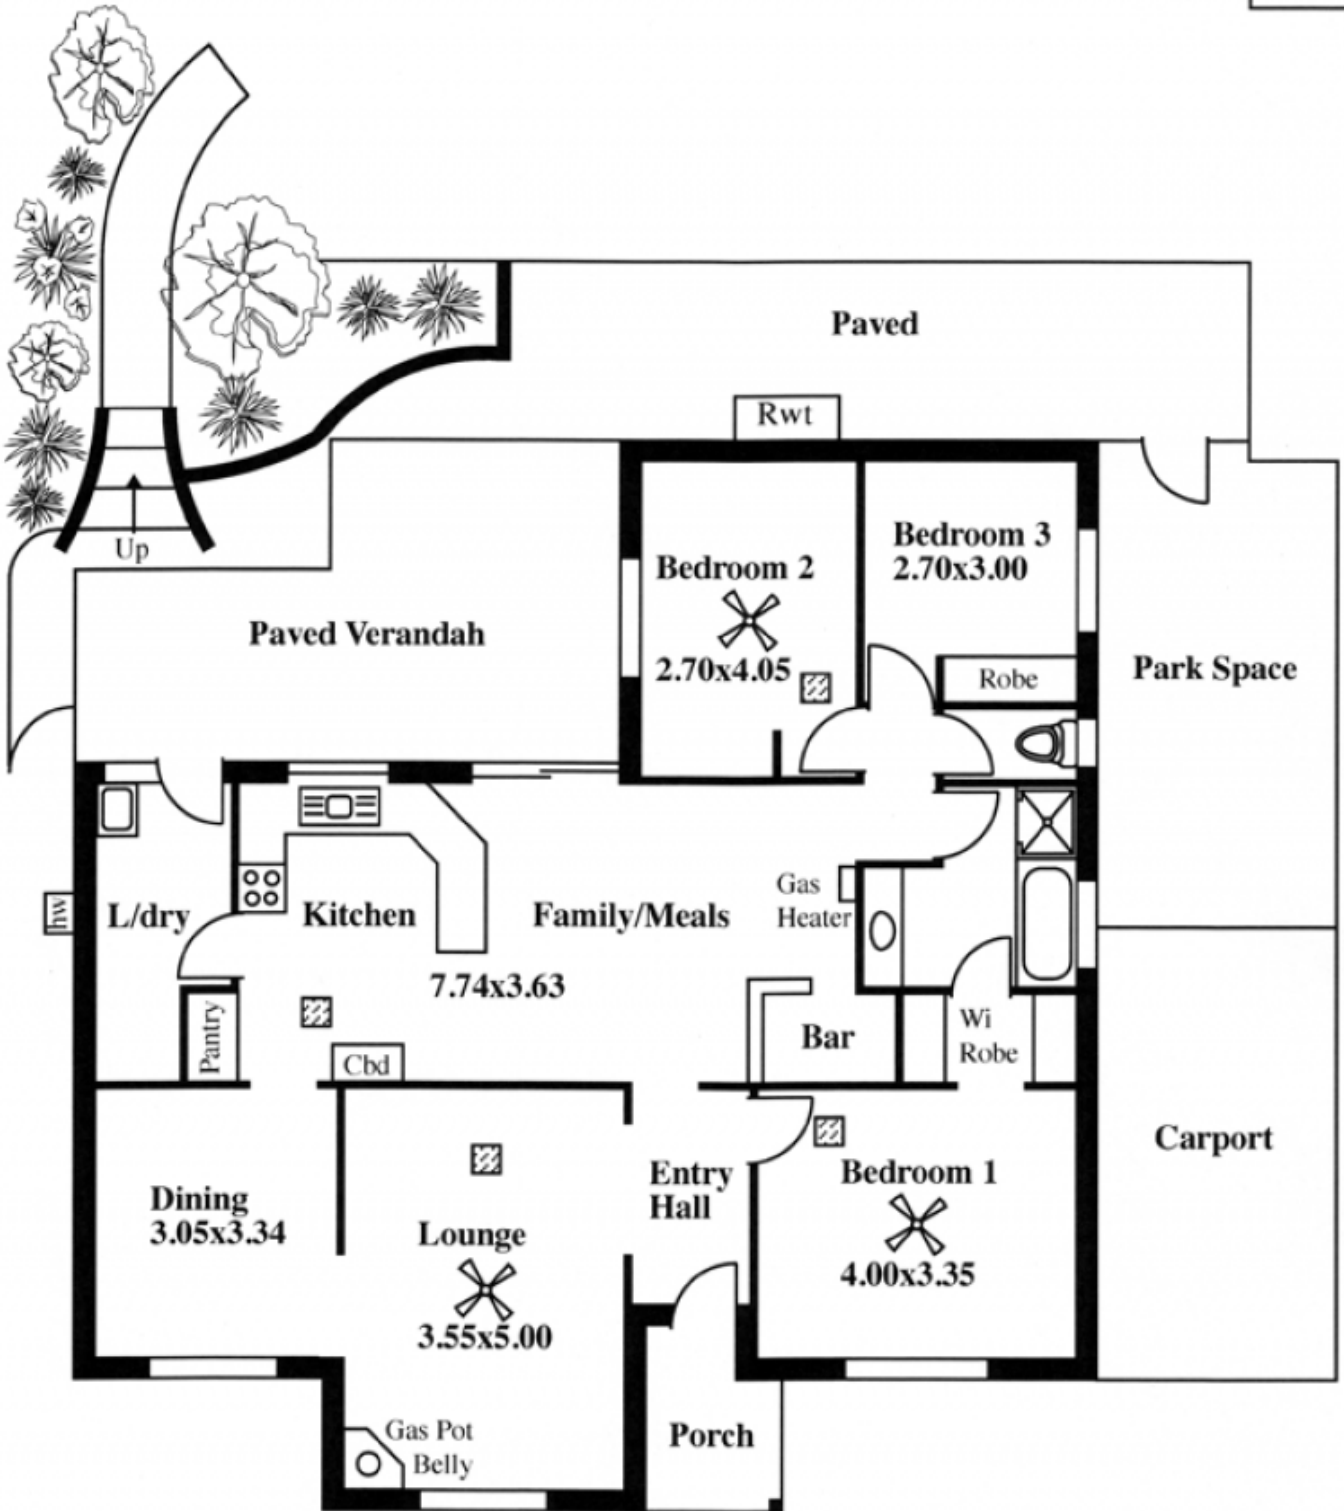 Paved
Rwt
Up
Bedroom 3
2.70x3.00
Bedroom 2
2.70x4.05
Paved Verandah
Robe
Park Space
hw
L/dry
Kitchen
Family/Meals
7.74x3.63
Gas
Heater
Pantry
Cbd
Bar
Wi
Robe
Carport
Dining
3.05x3.34
Lounge
3.55x5.00
Entry
Hall
Bedroom 1
4.00x3.35
Gas Pot
Belly
Porch